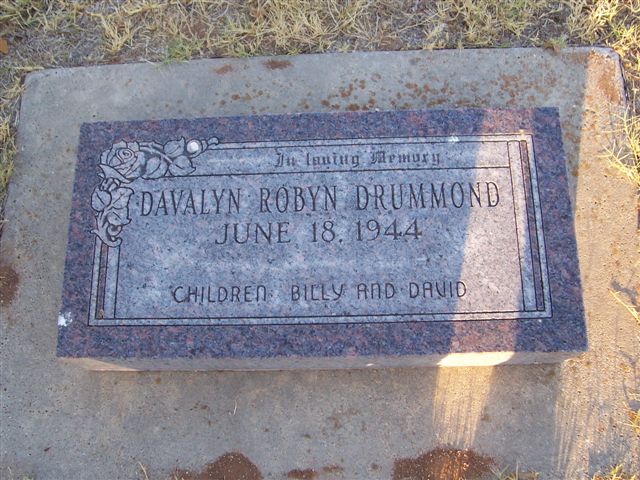 In loving Memory
DAVALYN ROBYN DRUMMOND
JUNE 18, 1944
CHILDREN: BILLY AND DAVID